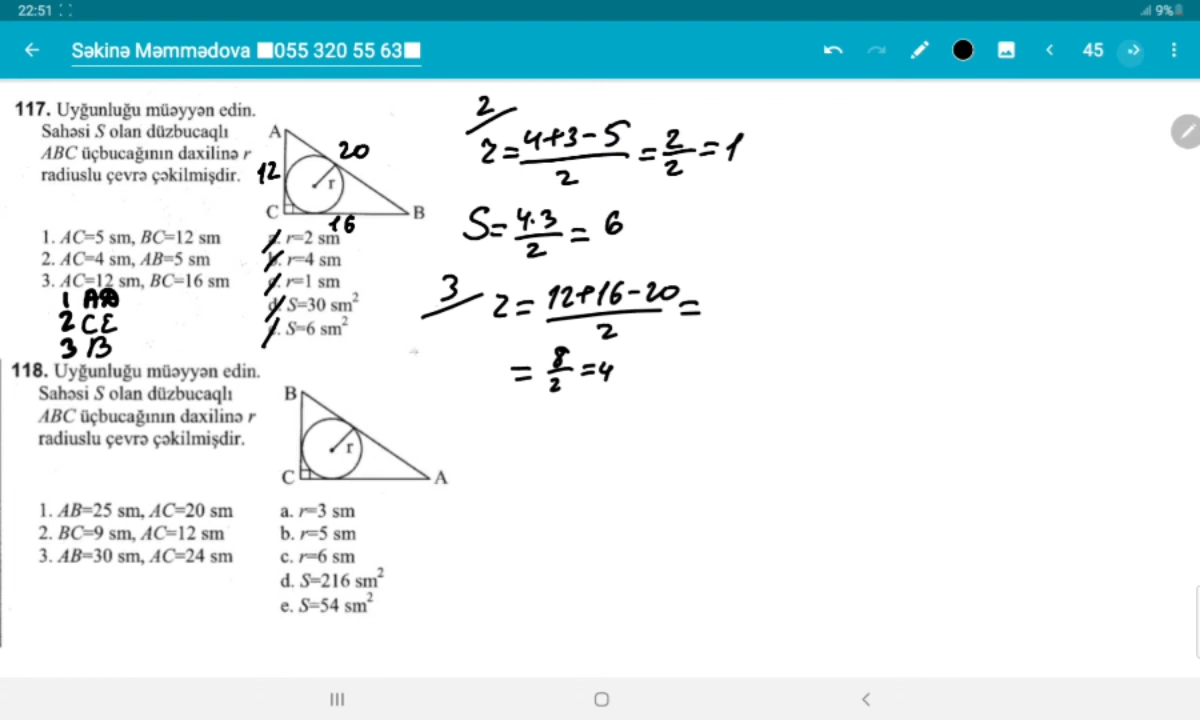 22:51
9%
Səkinə Məmmədova 055 320 55 63
45
117. Uyğunluğu müəyyən edin.
Sahəsi S olan düzbucaqlı
ABC üçbucağının daxilinə r
radiuslu çevrə çəkilmişdir.
A
20
12
r
C
B
16
1. AC=5 sm, BC=12 sm
2. AC=4 sm, AB=5 sm
3. AC=12 sm, BC=16 sm
r=2 sm
r=4 sm
r=1 sm
d. S=30 sm²
S=6 sm²
1 AD
2 CE
3 B
2
r=4+3-5/2=2/2=1
S=4·3/2=6
3
r=12+16-20/2=
=8/2=4
118. Uyğunluğu müəyyən edin.
Sahəsi S olan düzbucaqlı
ABC üçbucağının daxilinə r
radiuslu çevrə çəkilmişdir.
B
r
C
A
1. AB=25 sm, AC=20 sm
2. BC=9 sm, AC=12 sm
3. AB=30 sm, AC=24 sm
a. r=3 sm
b. r=5 sm
c. r=6 sm
d. S=216 sm²
e. S=54 sm²